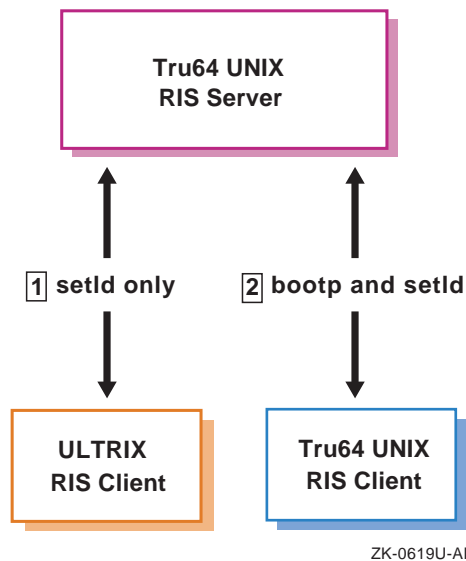 Tru64 UNIX
RIS Server
1 setld only
2 bootp and setld
ULTRIX
RIS Client
Tru64 UNIX
RIS Client
ZK-0619U-AI